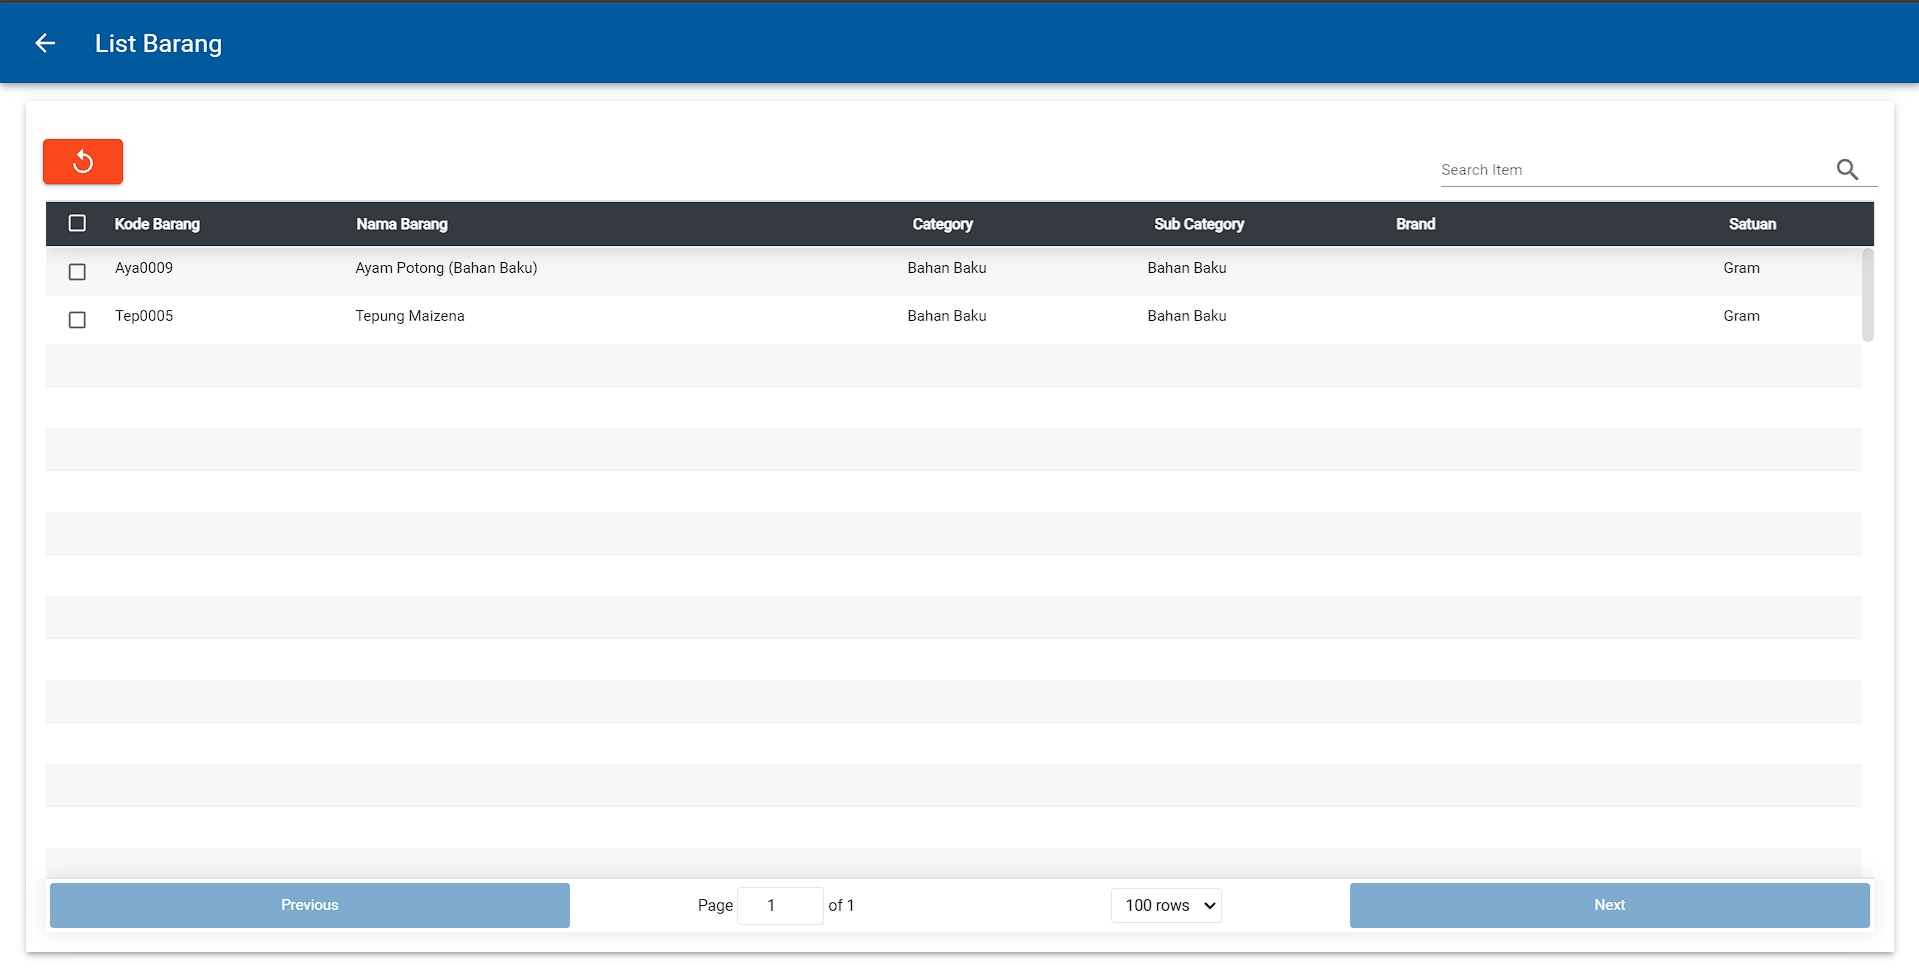 List Barang
Search Item
Kode Barang Nama Barang Category Sub Category Brand Satuan
Aya0009 Ayam Potong (Bahan Baku) Bahan Baku Bahan Baku Gram
Tep0005 Tepung Maizena Bahan Baku Bahan Baku Gram
Previous Page 1 of 1 100 rows Next